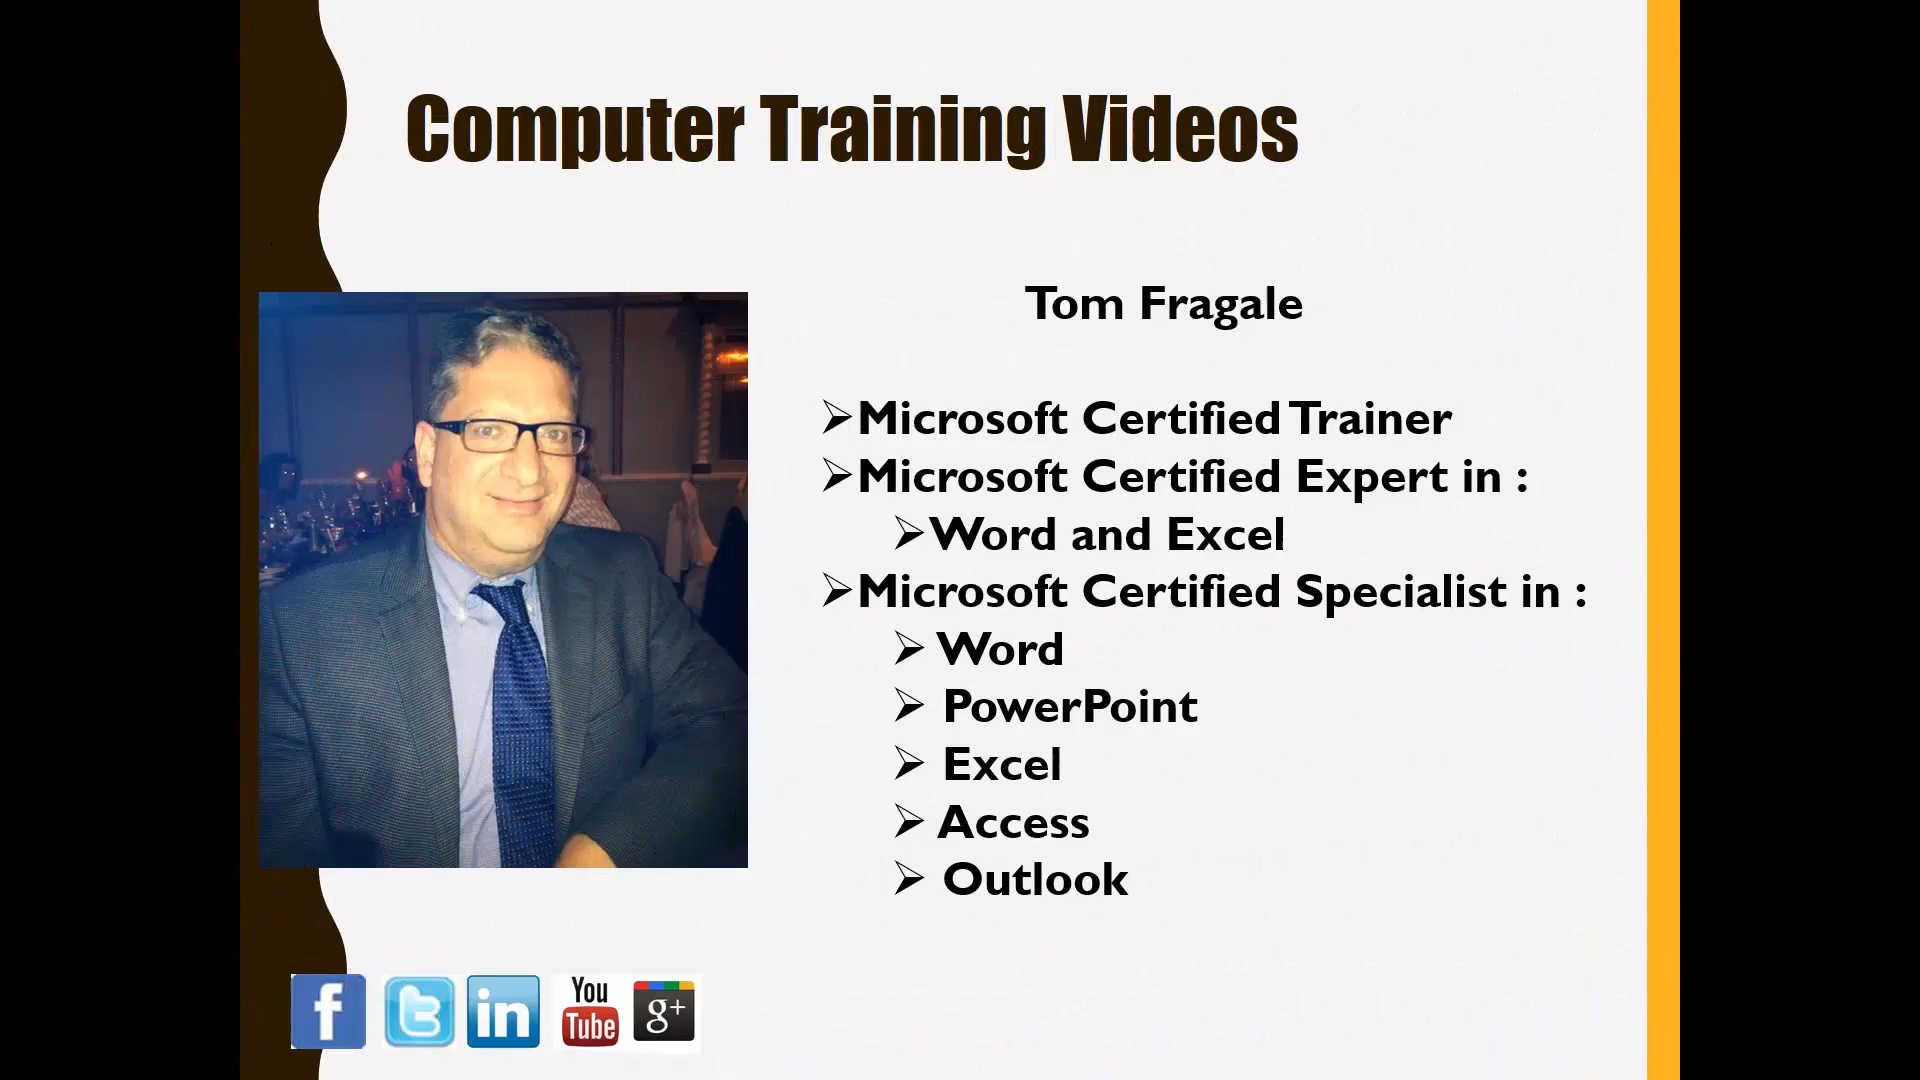 Computer Training Videos
Tom Fragale
➢Microsoft Certified Trainer
➢Microsoft Certified Expert in :
➢Word and Excel
➢Microsoft Certified Specialist in :
➢ Word
➢ PowerPoint
➢ Excel
➢ Access
➢ Outlook
f t in You Tube g+